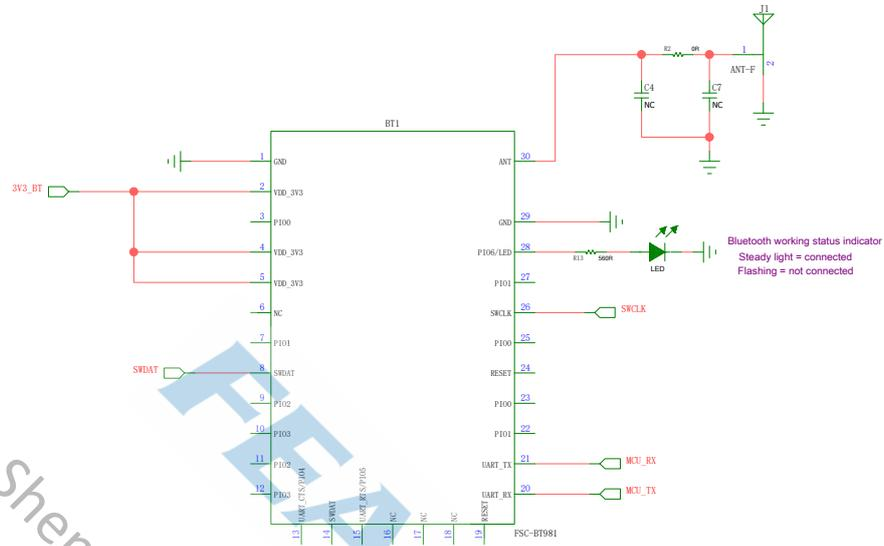 J1
R2 0R
1
2
ANT-F
C4
NC
C7
NC
BT1
1 GND
ANT 30
3V3_BT
2 VDD_3V3
3 PIO0
GND 29
4 VDD_3V3
PIO6/LED 28
R13 560R
LED
Bluetooth working status indicator
Steady light = connected
Flashing = not connected
5 VDD_3V3
PIO1 27
6 NC
SWCLK 26
SWCLK
7 PIO1
PIO0 25
SWDAT
8 SWDAT
RESET 24
9 PIO2
PIO0 23
10 PIO3
PIO1 22
11 PIO2
UART_TX 21
MCU_RX
12 PIO3
UART_RX 20
MCU_TX
13 UART_CTS/PIO4
14 SWDAT
15 UART_RTS/PIO5
16 NC
17 NC
18 NC
19 RESET
FSC-BT981
Shen
FEA